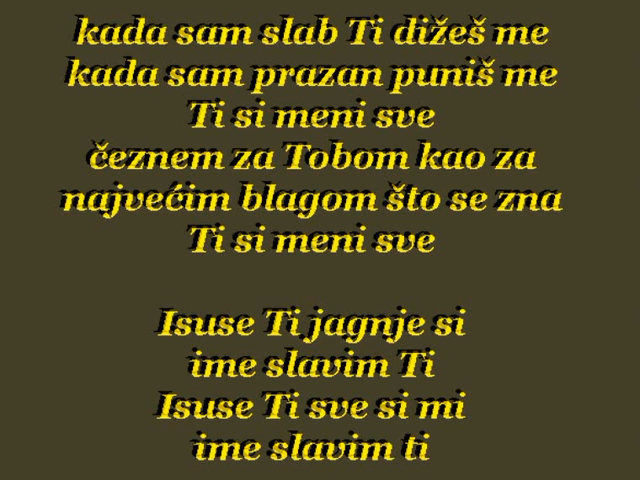 kada sam slab Ti dižeš me
kada sam prazan puniš me
Ti si meni sve
čeznem za Tobom kao za
najvećim blagom što se zna
Ti si meni sve
Isuse Ti jagnje si
ime slavim Ti
Isuse Ti sve si mi
ime slavim ti